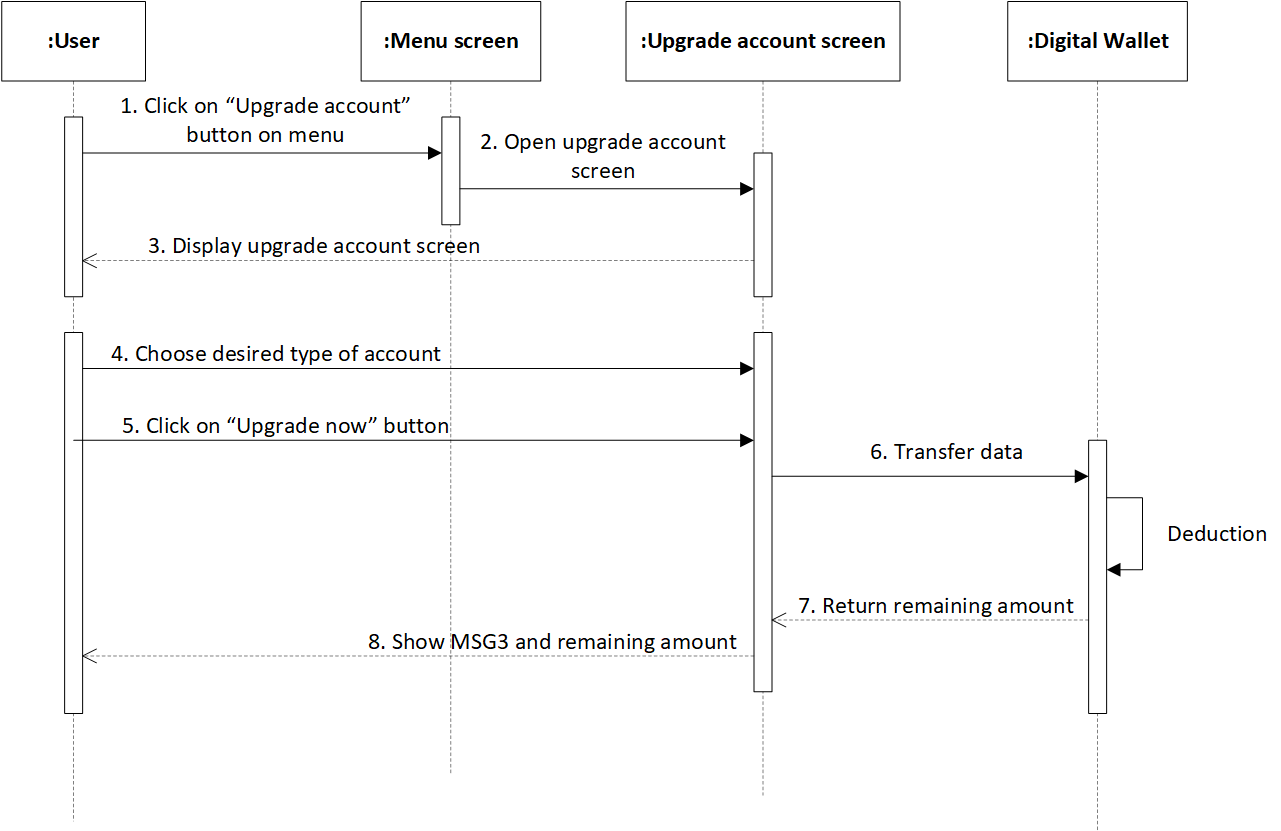 :User
:Menu screen
:Upgrade account screen
:Digital Wallet
1. Click on “Upgrade account”
button on menu
2. Open upgrade account
screen
3. Display upgrade account screen
4. Choose desired type of account
5. Click on “Upgrade now” button
6. Transfer data
Deduction
7. Return remaining amount
8. Show MSG3 and remaining amount